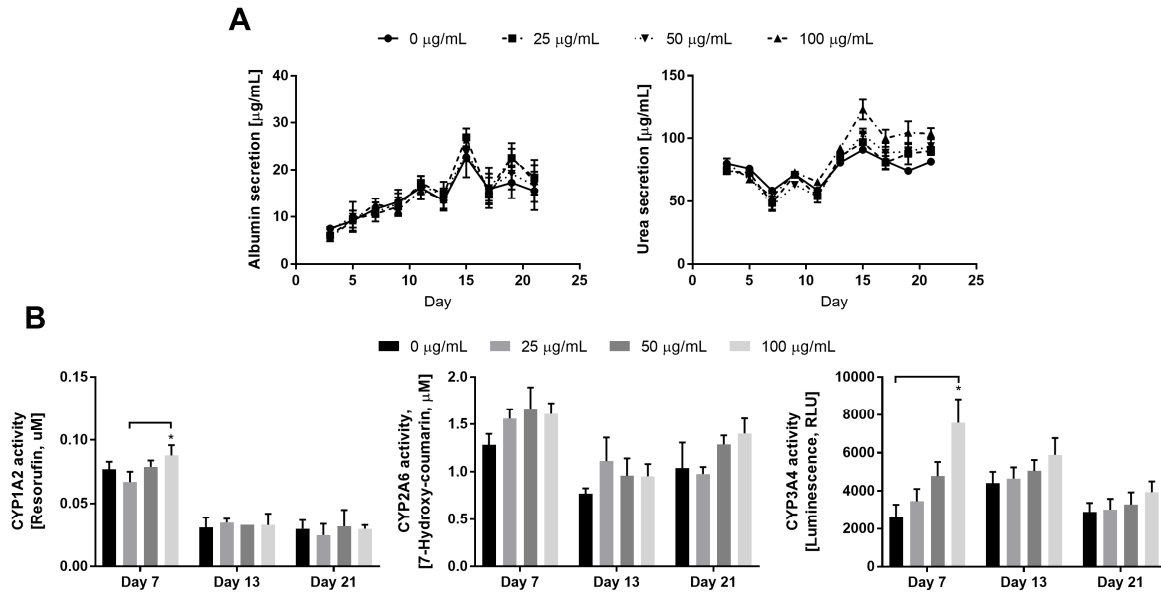 A
0 μg/mL 25 μg/mL 50 μg/mL 100 μg/mL
Albumin secretion [μg/mL]
40
30
20
10
0
0 5 10 15 20 25
Day
Urea secretion [μg/mL]
150
100
50
0
0 5 10 15 20 25
Day
B
0 μg/mL 25 μg/mL 50 μg/mL 100 μg/mL
CYP1A2 activity
[Resorufin, uM]
0.15
0.10
0.05
0.00
*
Day 7 Day 13 Day 21
CYP2A6 activity,
[7-Hydroxy-coumarin, μM]
2.0
1.5
1.0
0.5
0.0
Day 7 Day 13 Day 21
CYP3A4 activity
[Luminescence, RLU]
10000
8000
6000
4000
2000
0
*
Day 7 Day 13 Day 21